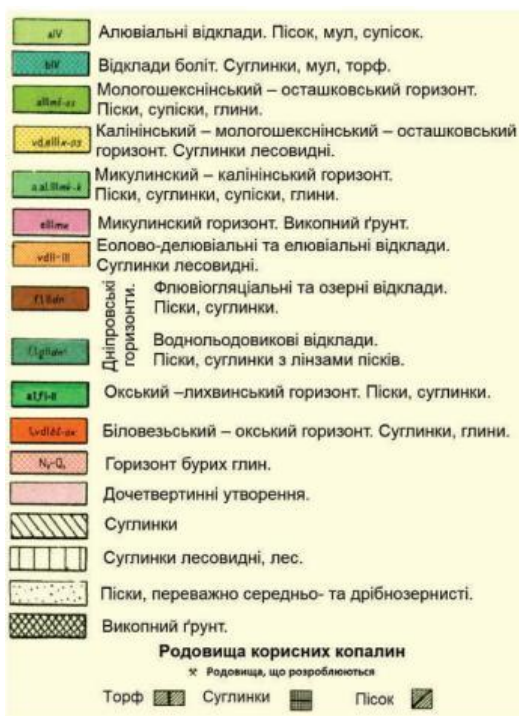 aIV Алювіальні відклади. Пісок, мул, супісок.
bIV Відклади боліт. Суглинки, мул, торф.
Мологошекснінський – осташковський горизонт.
Піски, супіски, глини.
Калінінський – мологошекснінський – осташковський
горизонт. Суглинки лесовидні.
Микулинский – калінінський горизонт.
Піски, суглинки, супіски, глини.
Микулинский горизонт. Викопний ґрунт.
vdII-III Еолово-делювіальні та елювіальні відклади.
Суглинки лесовидні.
Дніпровські
горизонти.
Флювіогляціальні та озерні відклади.
Піски, суглинки.
Воднольодовикові відклади.
Піски, суглинки з лінзами пісків.
Окський –лихвинський горизонт. Піски, суглинки.
Біловезьський – окський горизонт. Суглинки, глини.
Горизонт бурих глин.
Дочетвертинні утворення.
Суглинки
Суглинки лесовидні, лес.
Піски, переважно середньо- та дрібнозернисті.
Викопний ґрунт.
Родовища корисних копалин
Родовища, що розроблюються
Торф Суглинки Пісок